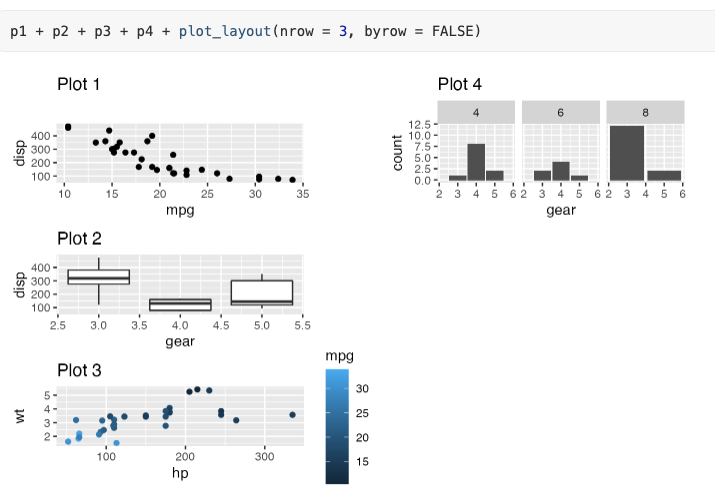 p1 + p2 + p3 + p4 + plot_layout(nrow = 3, byrow = FALSE)
Plot 1
disp
400
300
200
100
10 15 20 25 30 35
mpg
Plot 4
4 6 8
count
12.5
10.0
7.5
5.0
2.5
0.0
2 3 4 5 6 2 3 4 5 6 2 3 4 5 6
gear
Plot 2
disp
400
300
200
100
2.5 3.0 3.5 4.0 4.5 5.0 5.5
gear
Plot 3
wt
5
4
3
2
100 200 300
hp
mpg
30
25
20
15